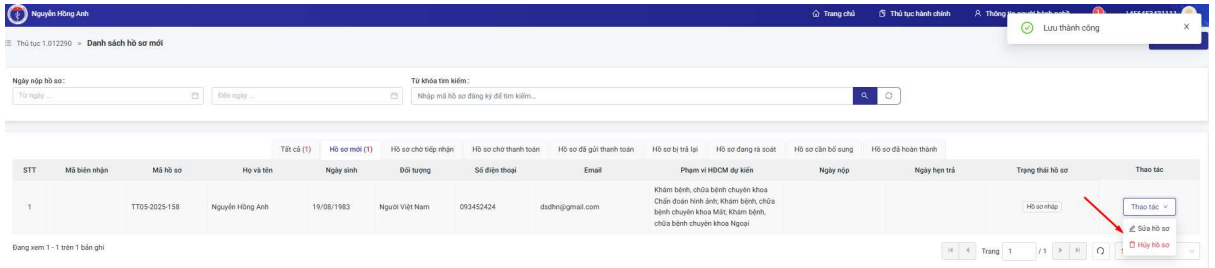 Nguyễn Hồng Anh
Trang chủ
Thủ tục hành chính
Thông tin người hành nghề
Lưu thành công
Thủ tục 1.012290 > Danh sách hồ sơ mới
Ngày nộp hồ sơ:
Từ khóa tìm kiếm:
Từ ngày ...
Đến ngày ...
Nhập mã hồ sơ đăng ký để tìm kiếm...
Tất cả (1)
Hồ sơ mới (1)
Hồ sơ chờ tiếp nhận
Hồ sơ chờ thanh toán
Hồ sơ đã gửi thanh toán
Hồ sơ bị trả lại
Hồ sơ đang rà soát
Hồ sơ cần bổ sung
Hồ sơ đã hoàn thành
STT
Mã biên nhận
Mã hồ sơ
Họ và tên
Ngày sinh
Đối tượng
Số điện thoại
Email
Phạm vi HĐCM dự kiến
Ngày nộp
Ngày hẹn trả
Trạng thái hồ sơ
Thao tác
1
TT05-2025-158
Nguyễn Hồng Anh
19/08/1983
Người Việt Nam
093452424
dsdhn@gmail.com
Khám bệnh, chữa bệnh chuyên khoa
Chẩn đoán hình ảnh; Khám bệnh, chữa
bệnh chuyên khoa Mắt; Khám bệnh,
chữa bệnh chuyên khoa Ngoại
Hồ sơ nháp
Thao tác
Sửa hồ sơ
Hủy hồ sơ
Đang xem 1 - 1 trên 1 bản ghi
Trang 1 / 1